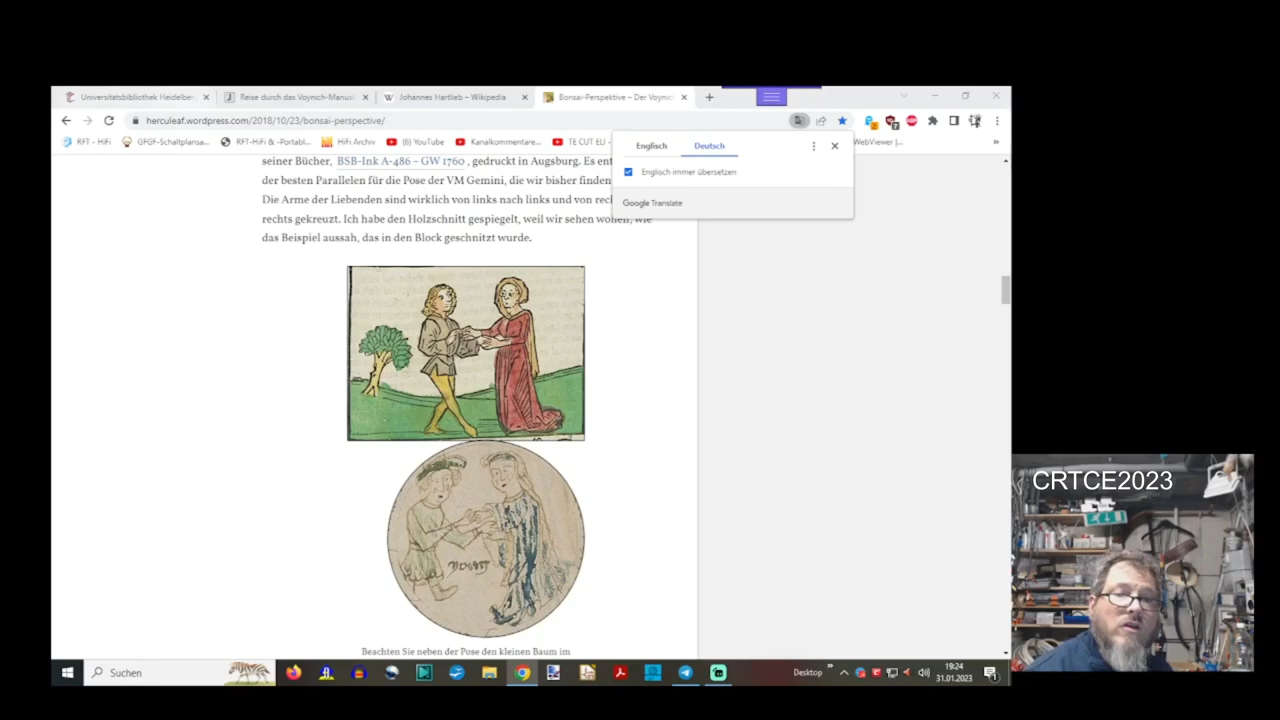 Universitätsbibliothek Heidelber
Reise durch das Voynich-Manus
Johannes Hartlieb – Wikipedia
Bonsai-Perspektive – Der Voynic
herculeaf.wordpress.com/2018/10/23/bonsai-perspective/
RFT - HiFi
GFGF-Schaltplansa...
RFT-HiFi &-Portabl...
HiFi Archiv
(6) YouTube
Kanalkommentare...
TE CUT ELI -
WebViewer |...
»
Englisch
Deutsch
Englisch immer übersetzen
Google Translate
seiner Bücher, BSB-Ink A-486 – GW 1760 , gedruckt in Augsburg. Es ent
der besten Parallelen für die Pose der VM Gemini, die wir bisher finden
Die Arme der Liebenden sind wirklich von links nach links und von rec
rechts gekreuzt. Ich habe den Holzschnitt gespiegelt, weil wir sehen wollen, wie
das Beispiel aussah, das in den Block geschnitzt wurde.
Beachten Sie neben der Pose den kleinen Baum im
CRTCE2023
Suchen
Desktop
»
19:24
31.01.2023